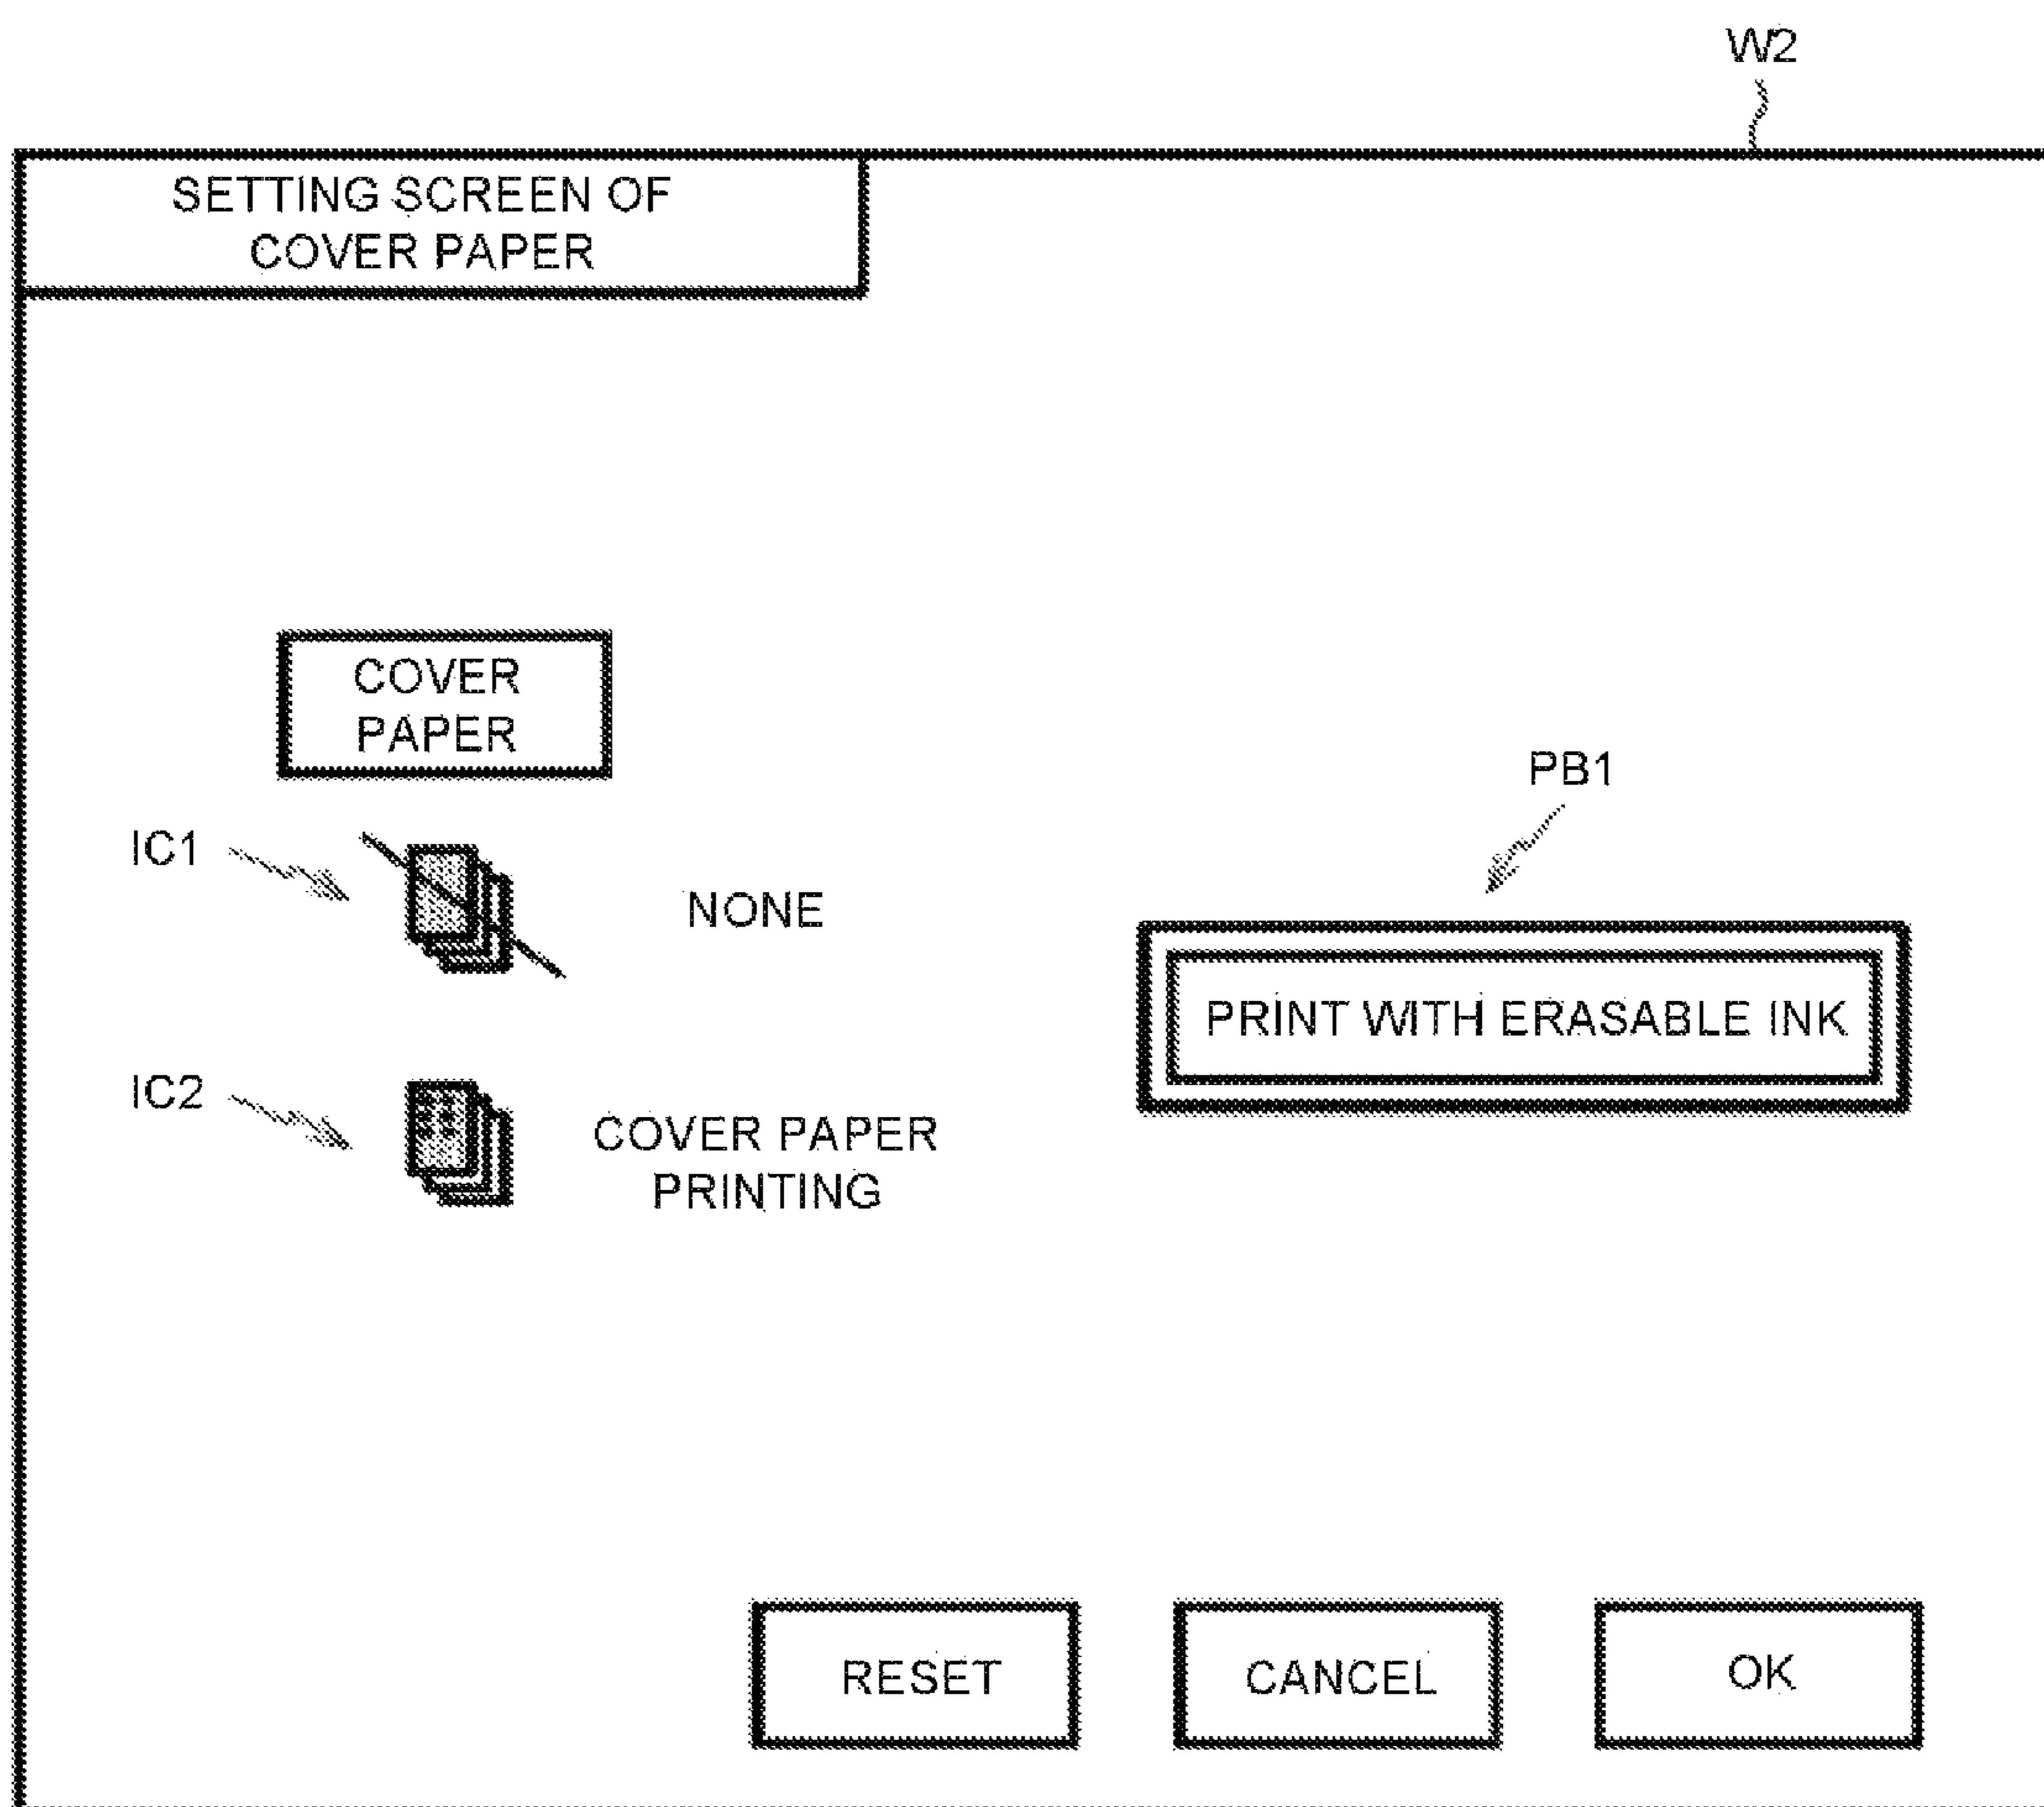 W2
SETTING SCREEN OF
COVER PAPER
COVER
PAPER
PB1
IC1
NONE
PRINT WITH ERASABLE INK
IC2
COVER PAPER
PRINTING
RESET
CANCEL
OK